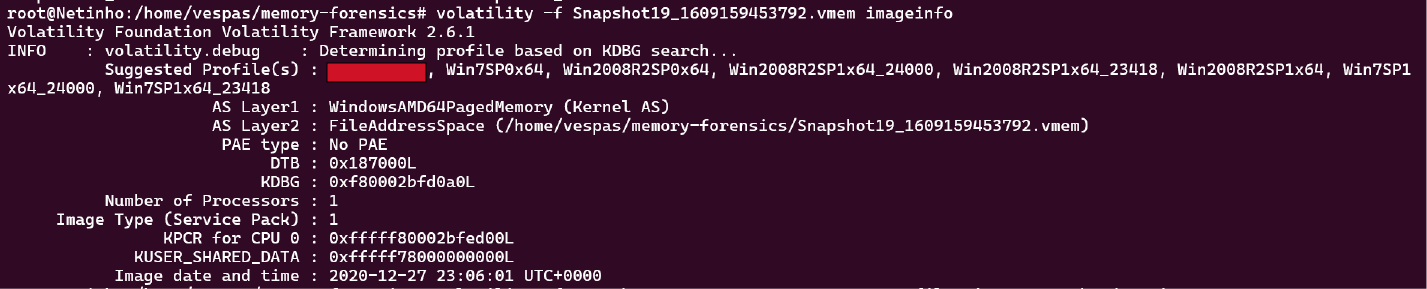 root@Netinho:/home/vespas/memory-forensics# volatility -f Snapshot19_1609159453792.vmem imageinfo
Volatility Foundation Volatility Framework 2.6.1
INFO    : volatility.debug    : Determining profile based on KDBG search...
Suggested Profile(s) : , Win7SP0x64, Win2008R2SP0x64, Win2008R2SP1x64_24000, Win2008R2SP1x64_23418, Win2008R2SP1x64, Win7SP1
x64_24000, Win7SP1x64_23418
AS Layer1 : WindowsAMD64PagedMemory (Kernel AS)
AS Layer2 : FileAddressSpace (/home/vespas/memory-forensics/Snapshot19_1609159453792.vmem)
PAE type : No PAE
DTB : 0x187000L
KDBG : 0xf80002bfd0a0L
Number of Processors : 1
Image Type (Service Pack) : 1
KPCR for CPU 0 : 0xfffff80002bfed00L
KUSER_SHARED_DATA : 0xfffff78000000000L
Image date and time : 2020-12-27 23:06:01 UTC+0000